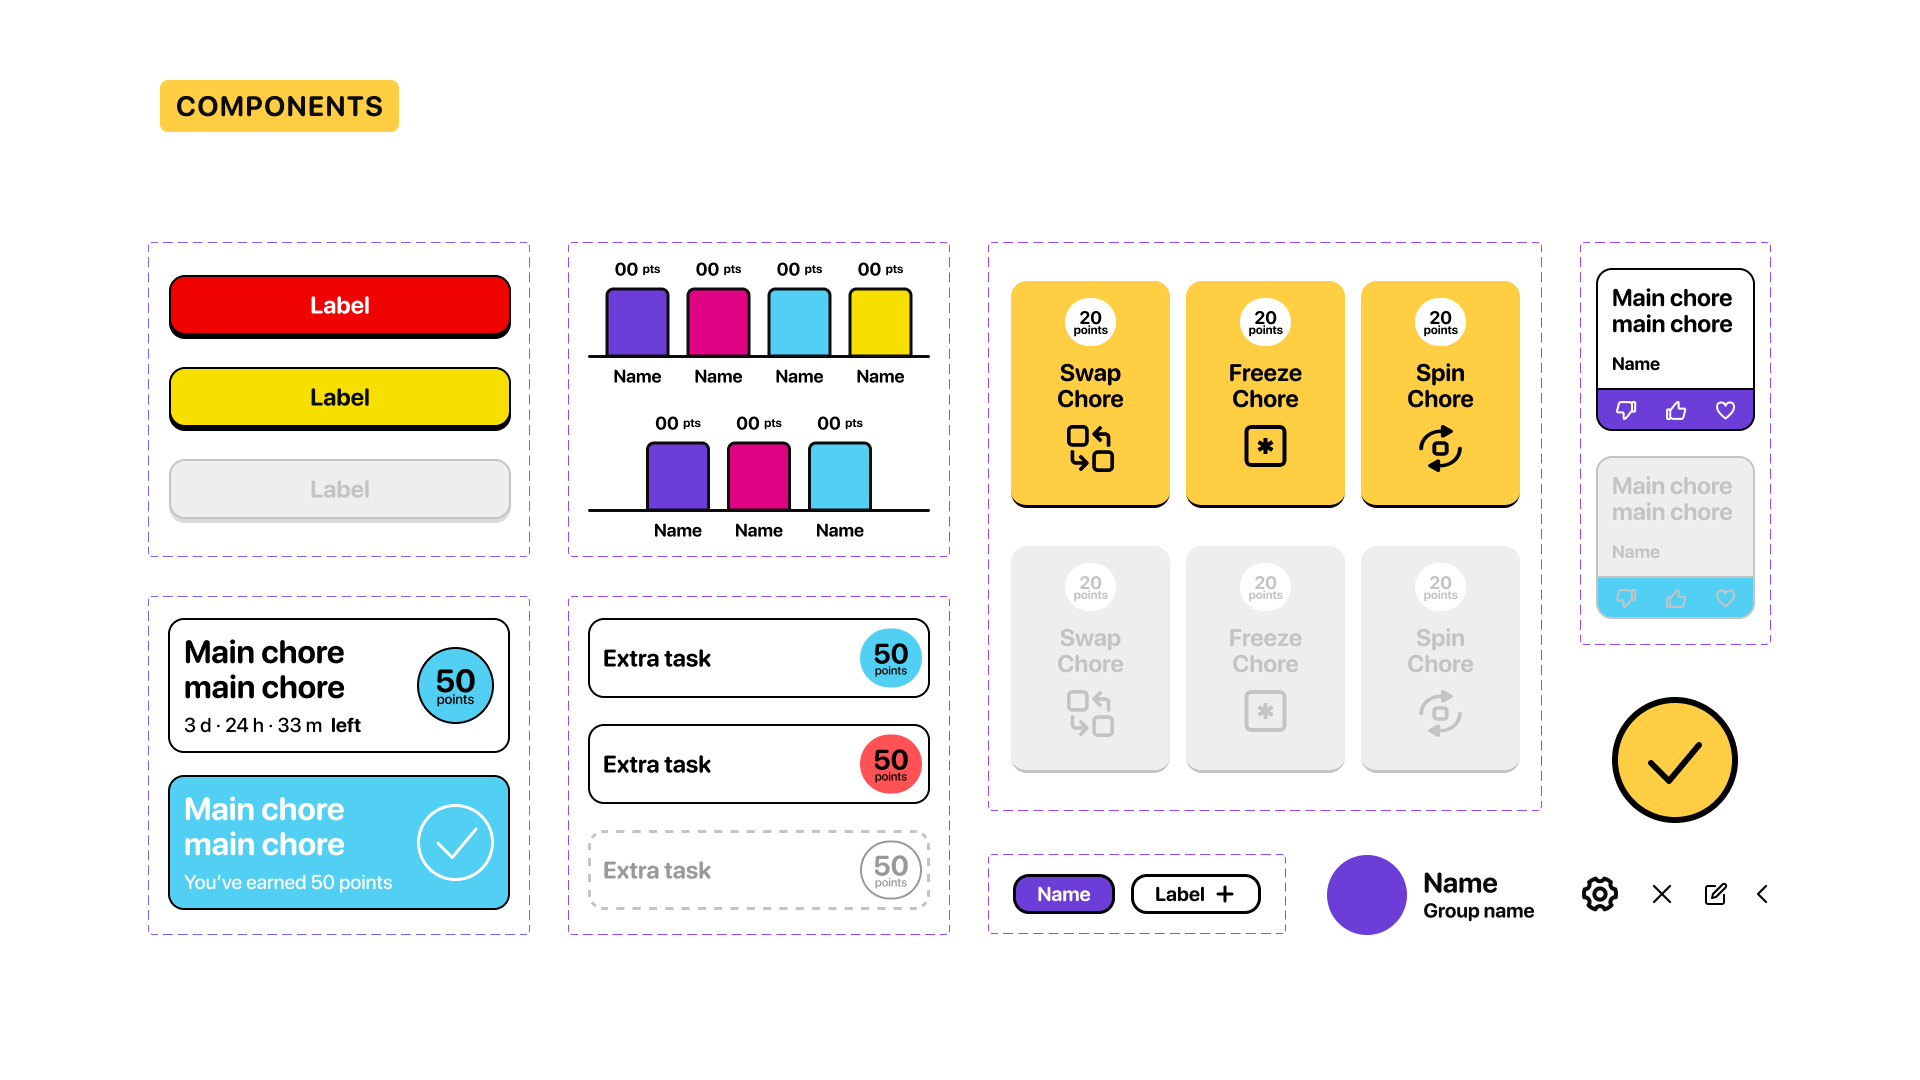 COMPONENTS
Label
Label
Label
00 pts 00 pts 00 pts 00 pts
Name Name Name Name
00 pts 00 pts 00 pts
Name Name Name
20 points
Swap
Chore
20 points
Freeze
Chore
20 points
Spin
Chore
20 points
Swap
Chore
20 points
Freeze
Chore
20 points
Spin
Chore
Main chore
main chore
Name
Main chore
main chore
Name
Main chore
main chore
3 d · 24 h · 33 m left
50
points
Main chore
main chore
You've earned 50 points
Extra task
50
points
Extra task
50
points
Extra task
50
points
Name
Label +
Name
Group name